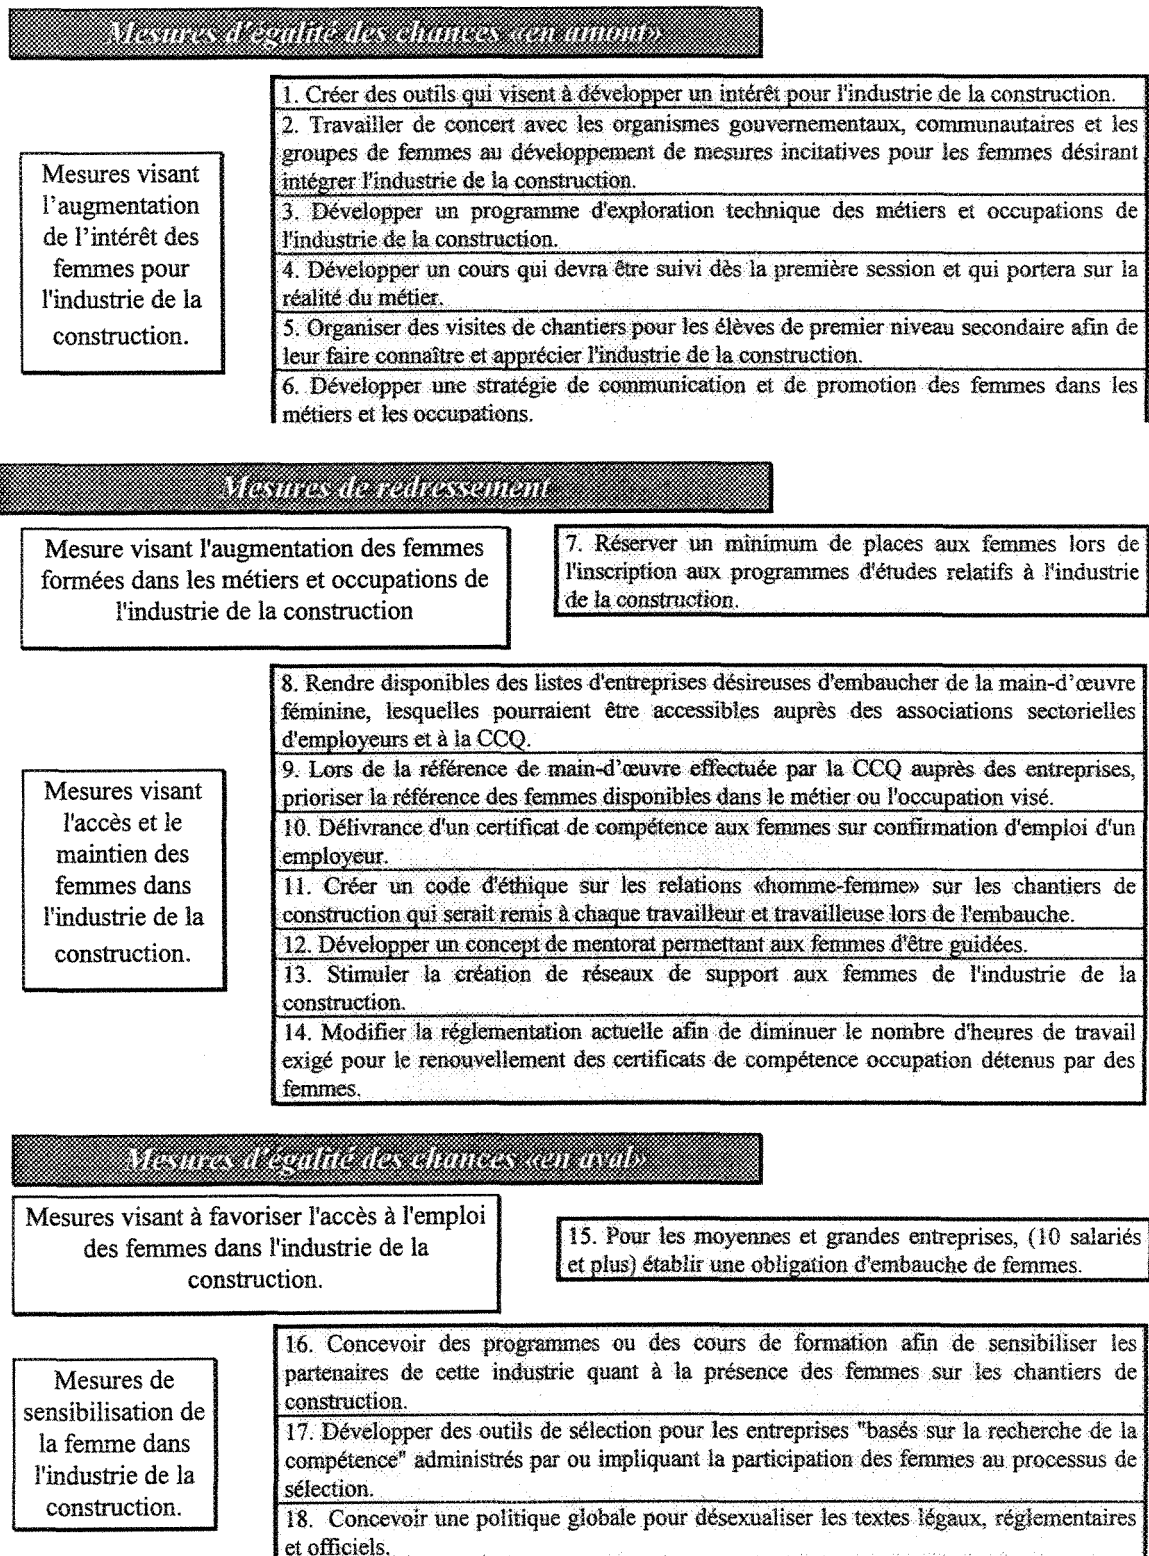 Mesures d'égalité des chances «en amont»
Mesures visant
l'augmentation
de l'intérêt des
femmes pour
l'industrie de la
construction.
1. Créer des outils qui visent à développer un intérêt pour l'industrie de la construction.
2. Travailler de concert avec les organismes gouvernementaux, communautaires et les
groupes de femmes au développement de mesures incitatives pour les femmes désirant
intégrer l'industrie de la construction.
3. Développer un programme d'exploration technique des métiers et occupations de
l'industrie de la construction.
4. Développer un cours qui devra être suivi dès la première session et qui portera sur la
réalité du métier.
5. Organiser des visites de chantiers pour les élèves de premier niveau secondaire afin de
leur faire connaître et apprécier l'industrie de la construction.
6. Développer une stratégie de communication et de promotion des femmes dans les
métiers et les occupations.
Mesures de redressement
Mesure visant l'augmentation des femmes
formées dans les métiers et occupations de
l'industrie de la construction
7. Réserver un minimum de places aux femmes lors de
l'inscription aux programmes d'études relatifs à l'industrie
de la construction.
Mesures visant
l'accès et le
maintien des
femmes dans
l'industrie de la
construction.
8. Rendre disponibles des listes d'entreprises désireuses d'embaucher de la main-d'œuvre
féminine, lesquelles pourraient être accessibles auprès des associations sectorielles
d'employeurs et à la CCQ.
9. Lors de la référence de main-d'œuvre effectuée par la CCQ auprès des entreprises,
prioriser la référence des femmes disponibles dans le métier ou l'occupation visé.
10. Délivrance d'un certificat de compétence aux femmes sur confirmation d'emploi d'un
employeur.
11. Créer un code d'éthique sur les relations «homme-femme» sur les chantiers de
construction qui serait remis à chaque travailleur et travailleuse lors de l'embauche.
12. Développer un concept de mentorat permettant aux femmes d'être guidées.
13. Stimuler la création de réseaux de support aux femmes de l'industrie de la
construction.
14. Modifier la réglementation actuelle afin de diminuer le nombre d'heures de travail
exigé pour le renouvellement des certificats de compétence occupation détenus par des
femmes.
Mesures d'égalité des chances «en aval»
Mesures visant à favoriser l'accès à l'emploi
des femmes dans l'industrie de la
construction.
15. Pour les moyennes et grandes entreprises, (10 salariés
et plus) établir une obligation d'embauche de femmes.
Mesures de
sensibilisation de
la femme dans
l'industrie de la
construction.
16. Concevoir des programmes ou des cours de formation afin de sensibiliser les
partenaires de cette industrie quant à la présence des femmes sur les chantiers de
construction.
17. Développer des outils de sélection pour les entreprises "basés sur la recherche de la
compétence" administrés par ou impliquant la participation des femmes au processus de
sélection.
18. Concevoir une politique globale pour désexualiser les textes légaux, réglementaires
et officiels.